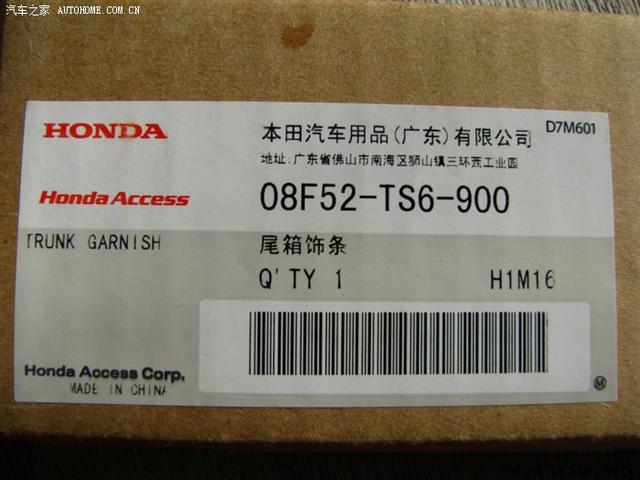 汽车之家 AUTOHOME.COM.CN
HONDA
本田汽车用品(广东)有限公司
D7M601
地址:广东省佛山市南海区狮山镇三环西工业园
Honda Access
08F52-TS6-900
TRUNK GARNISH
尾箱饰条
Q'TY 1
H1M16
Honda Access Corp.
MADE IN CHINA
M